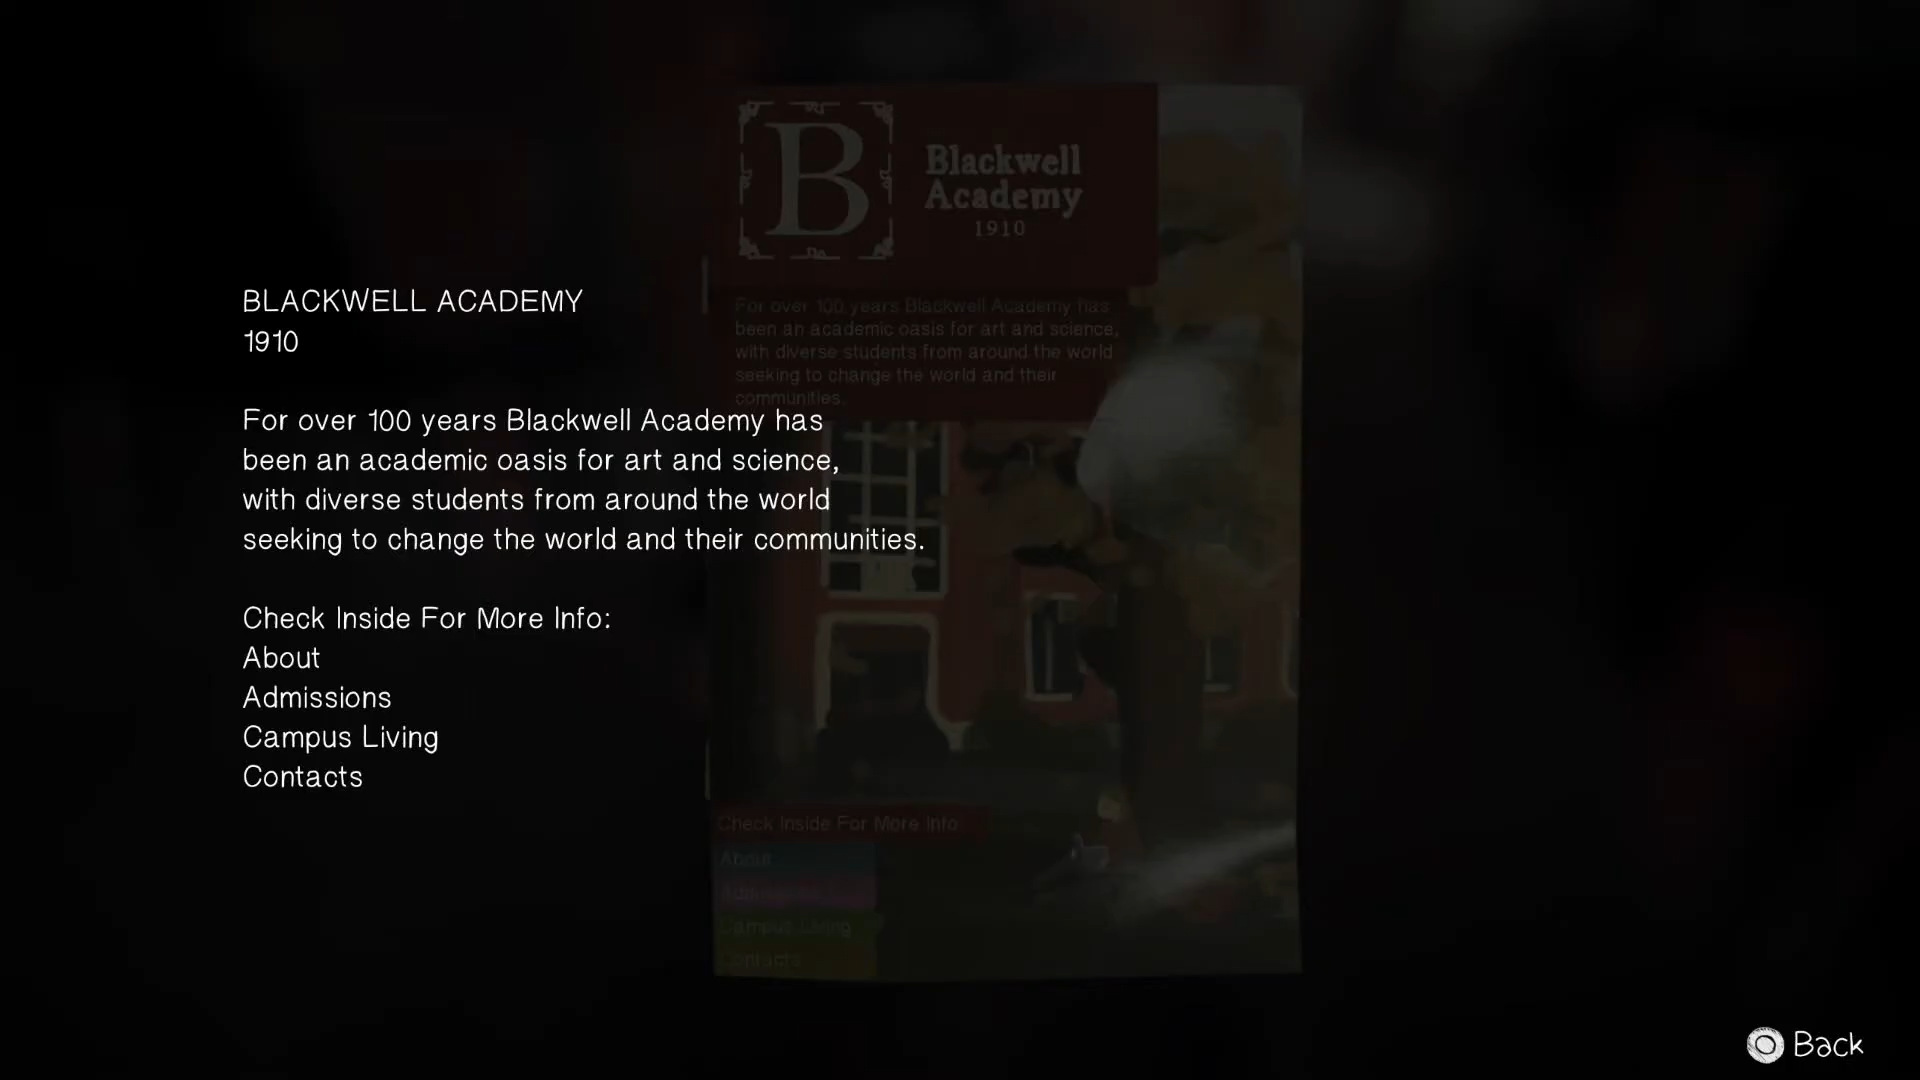 BLACKWELL ACADEMY
1910
For over 100 years Blackwell Academy has
been an academic oasis for art and science,
with diverse students from around the world
seeking to change the world and their communities.
Check Inside For More Info:
About
Admissions
Campus Living
Contacts
B
Blackwell
Academy
1910
For over 100 years Blackwell Academy has
been an academic oasis for art and science,
with diverse students from around the world
seeking to change the world and their
communities.
Check Inside For More Info:
About
Admissions
Campus Living
Contacts
Back